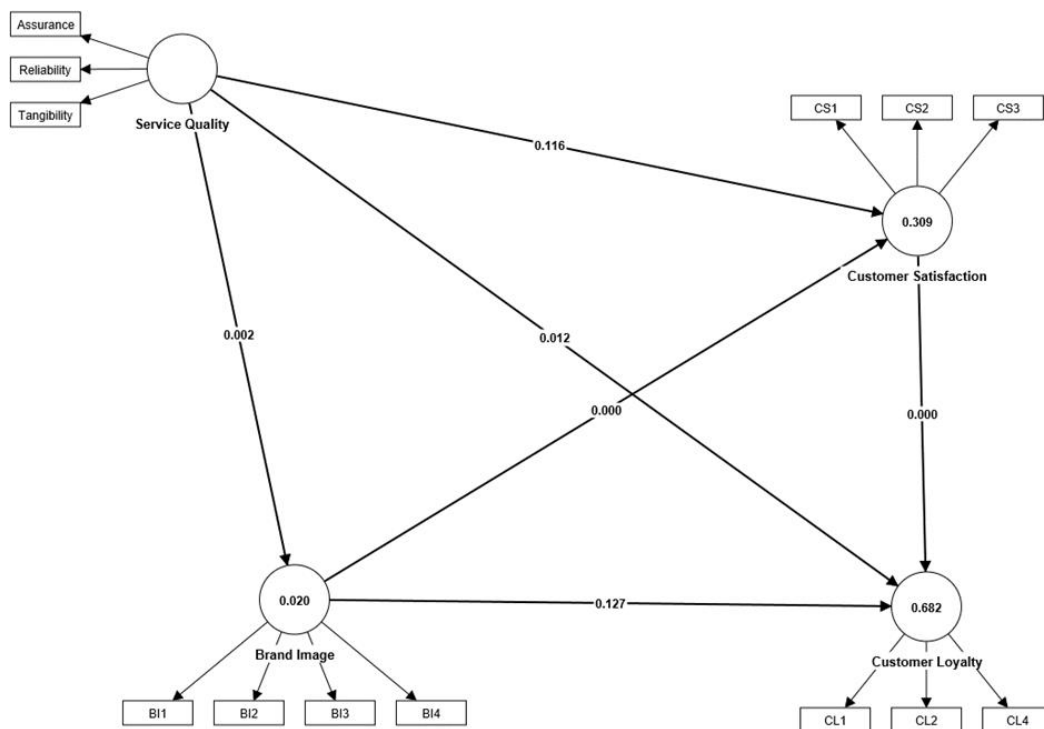 Assurance
Reliability
Tangibility
Service Quality
CS1
CS2
CS3
0.116
0.309
Customer Satisfaction
0.002
0.012
0.000
0.000
0.020
Brand Image
0.127
0.682
Customer Loyalty
BI1
BI2
BI3
BI4
CL1
CL2
CL4